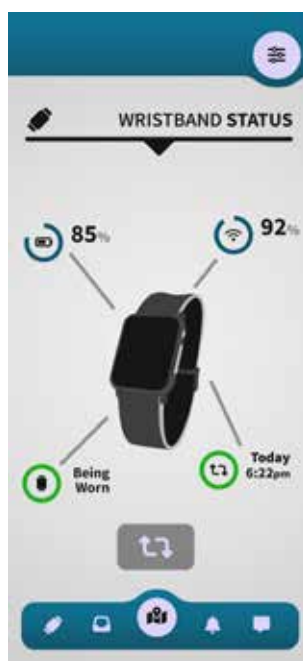 WRISTBAND STATUS
85%
92%
Being
Worn
Today
6:22pm